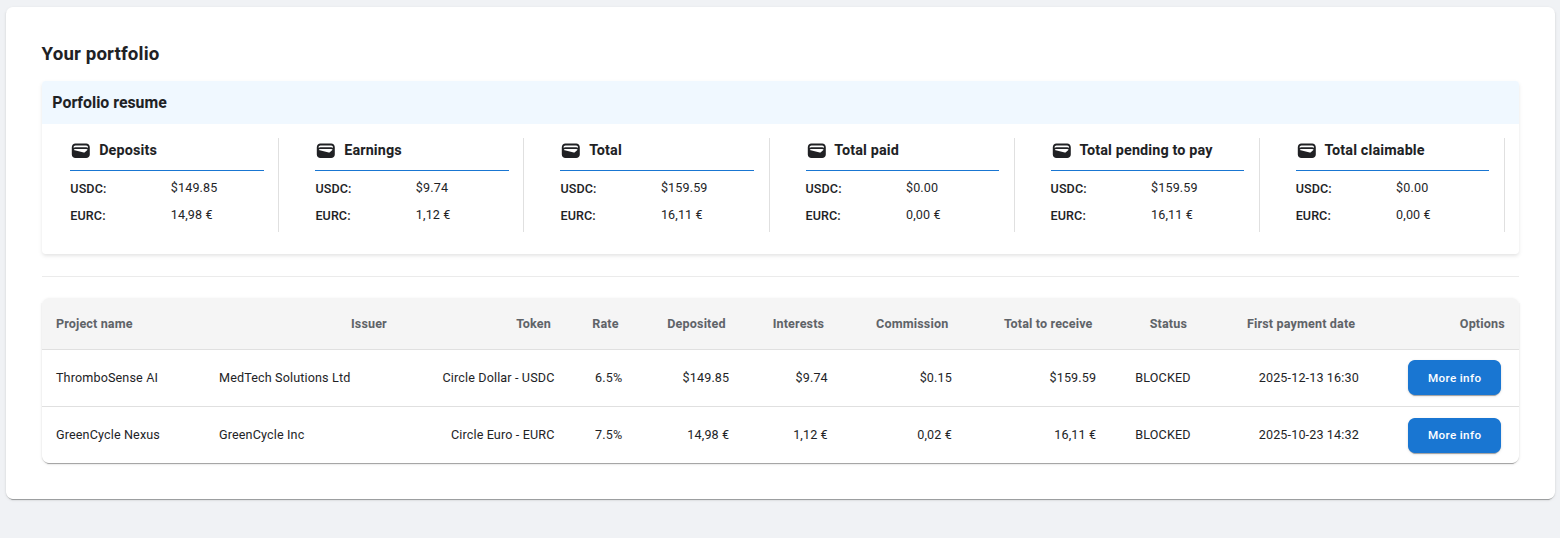 Your portfolio
Porfolio resume
Deposits Earnings Total Total paid Total pending to pay Total claimable
USDC: $149.85 USDC: $9.74 USDC: $159.59 USDC: $0.00 USDC: $159.59 USDC: $0.00
EURC: 14,98 € EURC: 1,12 € EURC: 16,11 € EURC: 0,00 € EURC: 16,11 € EURC: 0,00 €
Project name Issuer Token Rate Deposited Interests Commission Total to receive Status First payment date Options
ThromboSense AI MedTech Solutions Ltd Circle Dollar - USDC 6.5% $149.85 $9.74 $0.15 $159.59 BLOCKED 2025-12-13 16:30 More info
GreenCycle Nexus GreenCycle Inc Circle Euro - EURC 7.5% 14,98 € 1,12 € 0,02 € 16,11 € BLOCKED 2025-10-23 14:32 More info